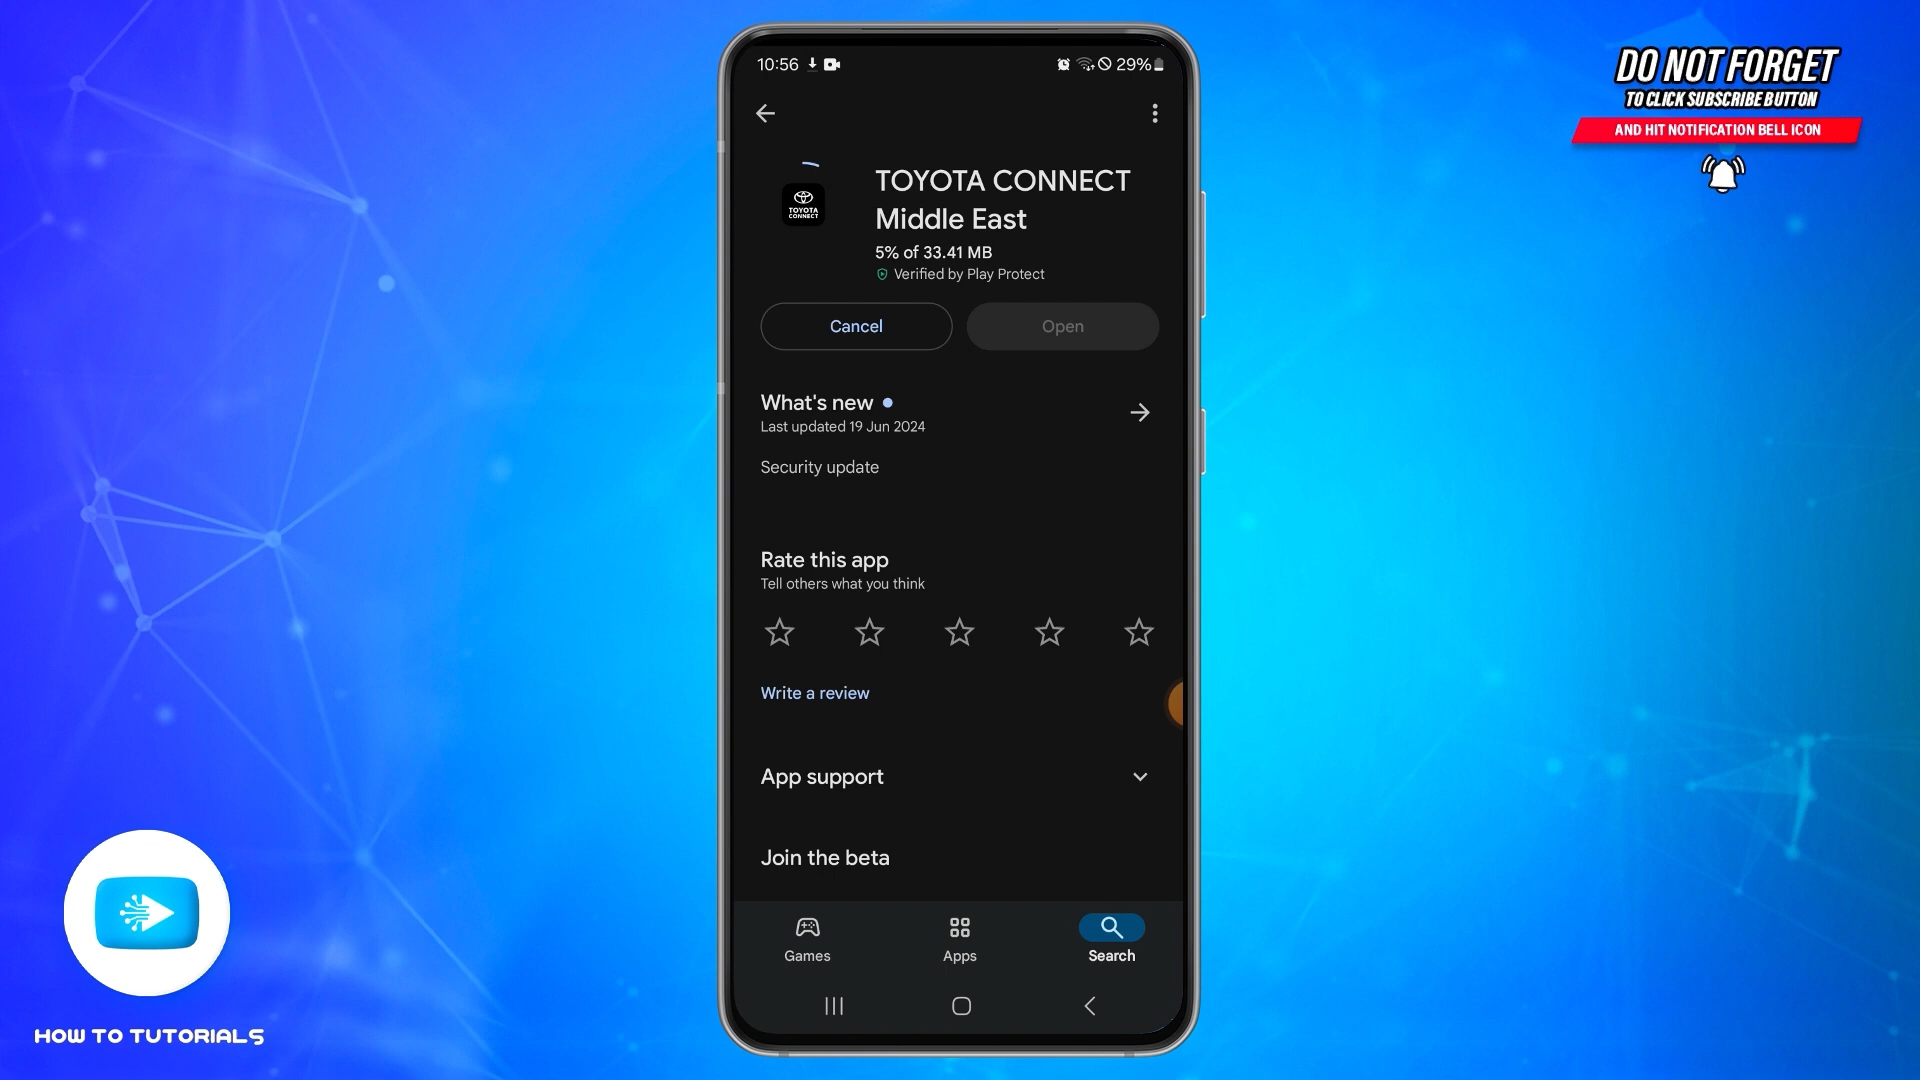 10:56
29%
TOYOTA CONNECT
Middle East
TOYOTA
CONNECT
5% of 33.41 MB
Verified by Play Protect
Cancel
Open
What's new
Last updated 19 Jun 2024
Security update
Rate this app
Tell others what you think
Write a review
App support
Join the beta
Games
Apps
Search
DO NOT FORGET
TO CLICK SUBSCRIBE BUTTON
AND HIT NOTIFICATION BELL ICON
HOW TO TUTORIALS